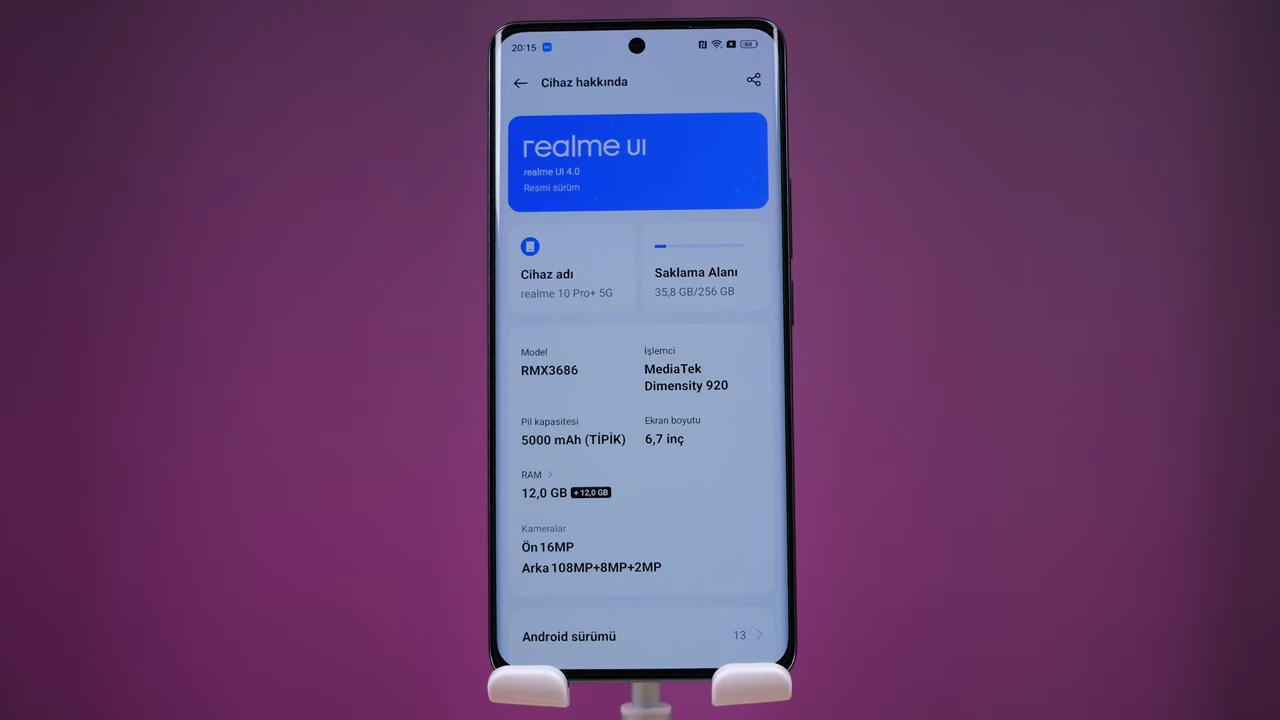 20:15
64
Cihaz hakkında
realme UI
realme UI 4.0
Resmi sürüm
Cihaz adı
realme 10 Pro+ 5G
Saklama Alanı
35,8 GB/256 GB
Model
RMX3686
İşlemci
MediaTek
Dimensity 920
Pil kapasitesi
5000 mAh (TİPİK)
Ekran boyutu
6,7 inç
RAM
12,0 GB + 12,0 GB
Kameralar
Ön 16MP
Arka 108MP+8MP+2MP
Android sürümü
13